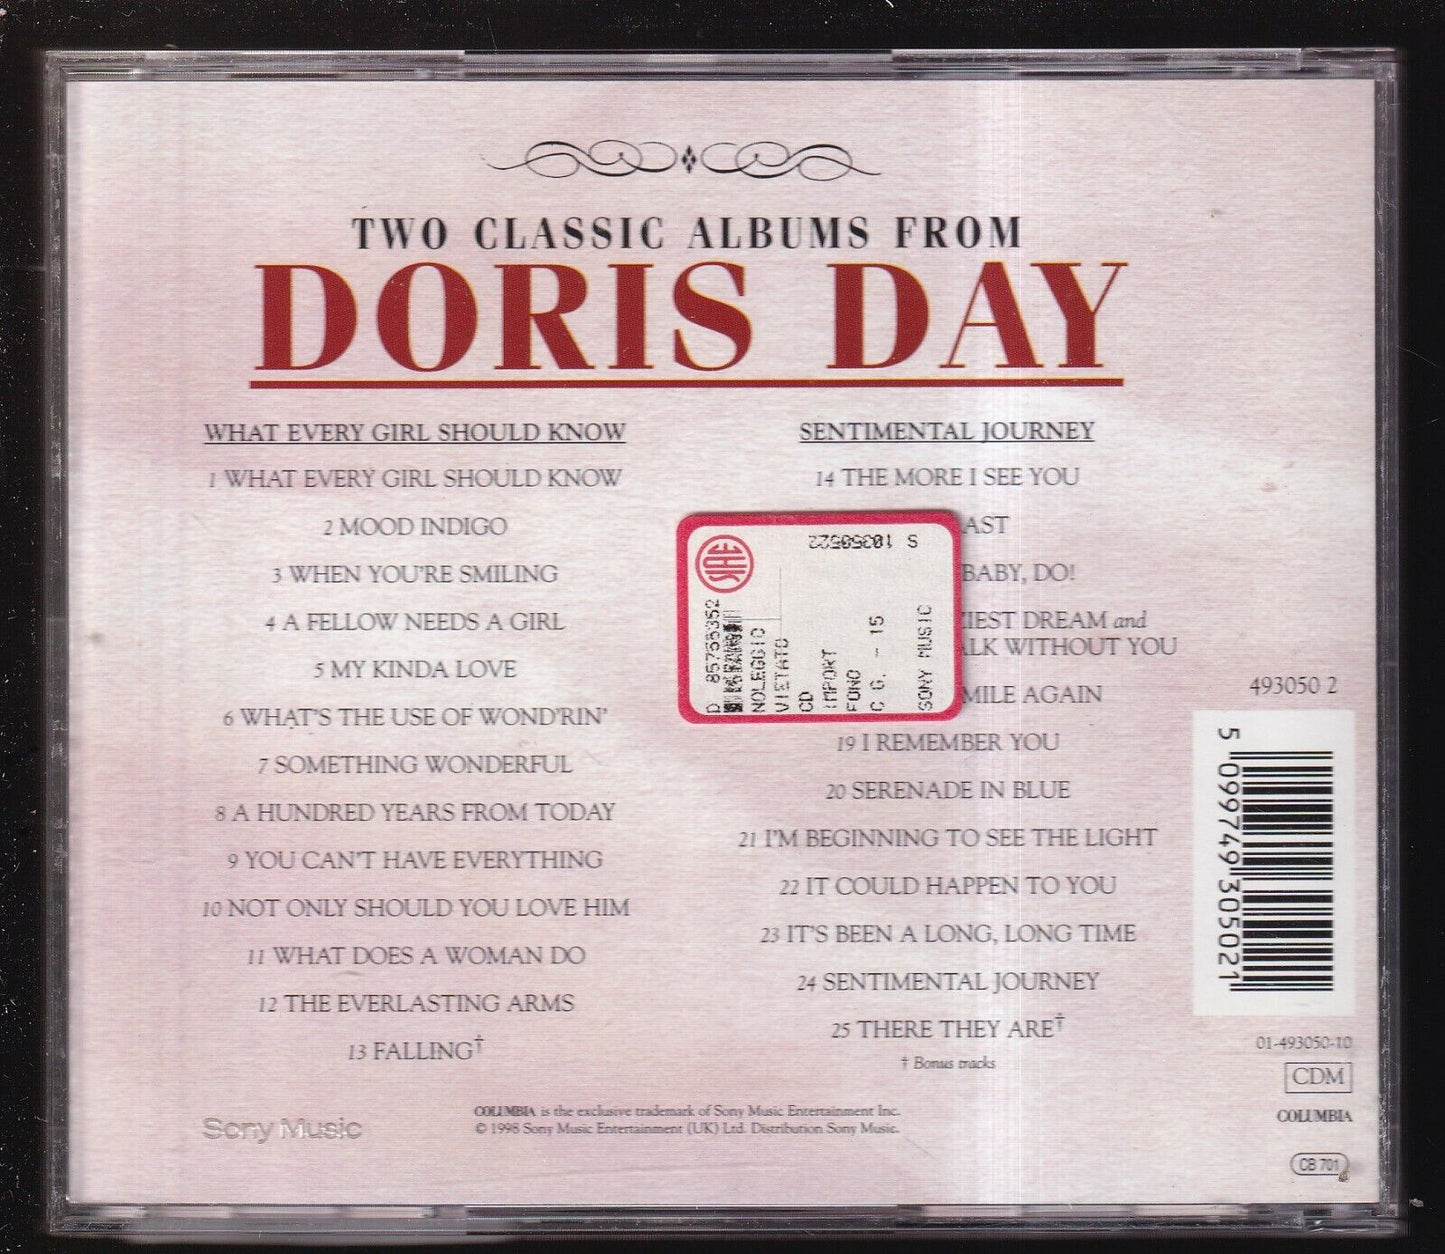 TWO CLASSIC ALBUMS FROM
DORIS DAY
WHAT EVERY GIRL SHOULD KNOW
1 WHAT EVERY GIRL SHOULD KNOW
2 MOOD INDIGO
3 WHEN YOU'RE SMILING
4 A FELLOW NEEDS A GIRL
5 MY KINDA LOVE
6 WHAT'S THE USE OF WOND'RIN'
7 SOMETHING WONDERFUL
8 A HUNDRED YEARS FROM TODAY
9 YOU CAN'T HAVE EVERYTHING
10 NOT ONLY SHOULD YOU LOVE HIM
11 WHAT DOES A WOMAN DO
12 THE EVERLASTING ARMS
13 FALLING†
SENTIMENTAL JOURNEY
14 THE MORE I SEE YOU
AST
BABY, DO!
IEST DREAM and
ALK WITHOUT YOU
MILE AGAIN
19 I REMEMBER YOU
20 SERENADE IN BLUE
21 I'M BEGINNING TO SEE THE LIGHT
22 IT COULD HAPPEN TO YOU
23 IT'S BEEN A LONG, LONG TIME
24 SENTIMENTAL JOURNEY
25 THERE THEY ARE†
† Bonus tracks
S 10350522
SIAE
D 85755352
NOLEGGIO
VIETATO
CD
IMPORT
FONO
C G. - 15
SONY MUSIC
493050 2
5 099749 305021
01-493050-10
CDM
COLUMBIA
CB 701
Sony Music
COLUMBIA is the exclusive trademark of Sony Music Entertainment Inc.
© 1998 Sony Music Entertainment (UK) Ltd. Distribution Sony Music.